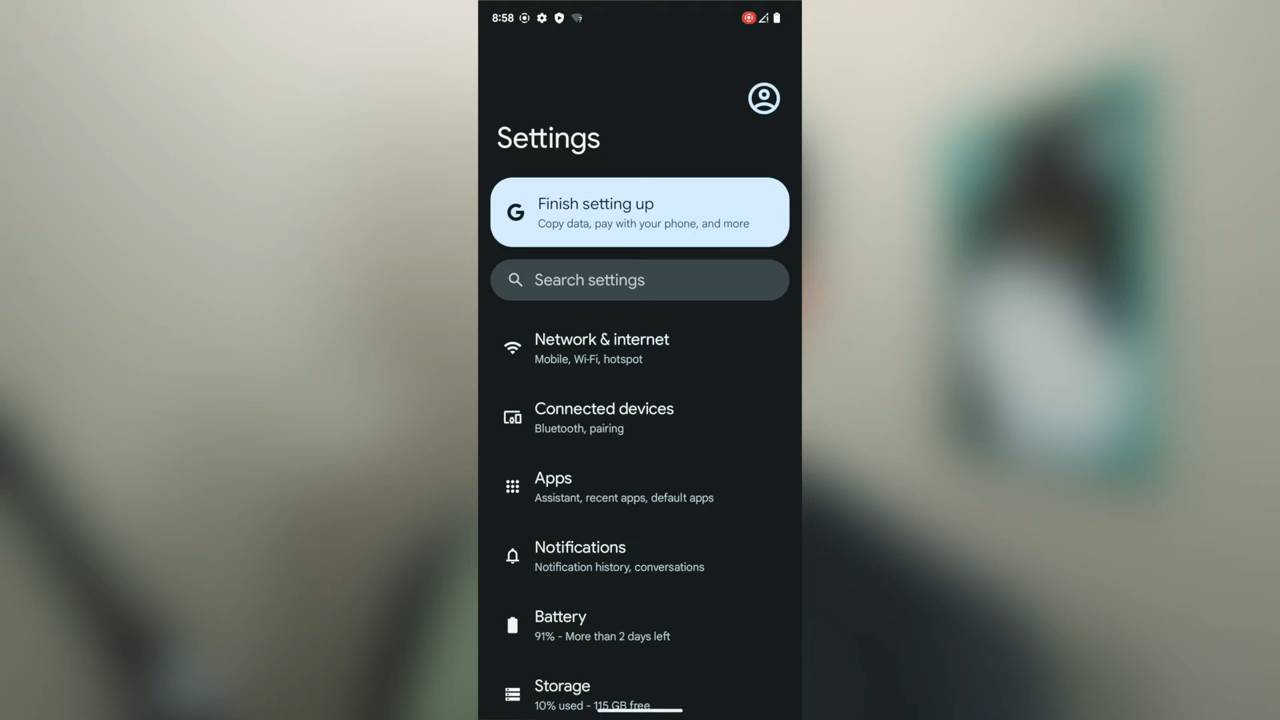 8:58
Settings
Finish setting up
Copy data, pay with your phone, and more
Search settings
Network & internet
Mobile, Wi-Fi, hotspot
Connected devices
Bluetooth, pairing
Apps
Assistant, recent apps, default apps
Notifications
Notification history, conversations
Battery
91% - More than 2 days left
Storage
10% used - 115 GB free